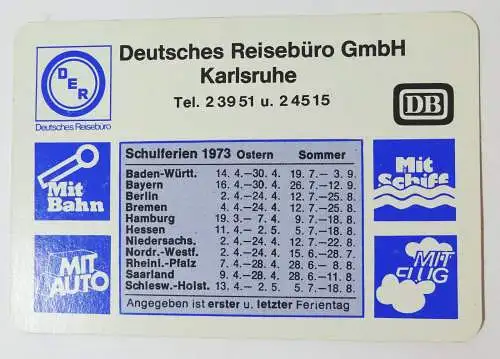 DER
Deutsches Reisebüro
Deutsches Reisebüro GmbH
Karlsruhe
Tel. 2 39 51 u. 2 45 15
DB
Mit
Bahn
MIT
AUTO
Schulferien 1973 Ostern Sommer
Baden-Württ. 14. 4.—30. 4. 19. 7.— 3. 9.
Bayern 16. 4.—30. 4. 26. 7.—12. 9.
Berlin 2. 4.—24. 4. 12. 7.—25. 8.
Bremen 4. 4.—24. 4. 12. 7.—25. 8.
Hamburg 19. 3.— 7. 4. 9. 7.—18. 8.
Hessen 11. 4.— 2. 5. 5. 7.—18. 8.
Niedersachs. 2. 4.—24. 4. 12. 7.—22. 8.
Nordr.-Westf. 2. 4.—24. 4. 15. 6.—28. 7.
Rheinl.-Pfalz 7. 4.—28. 4. 28. 6.— 8. 8.
Saarland 9. 4.—28. 4. 28. 6.—11. 8.
Schlesw.-Holst. 13. 4.— 2. 5. 5. 7.—18. 8.
Angegeben ist erster u. letzter Ferientag
Mit
Schiff
MIT
FLUG